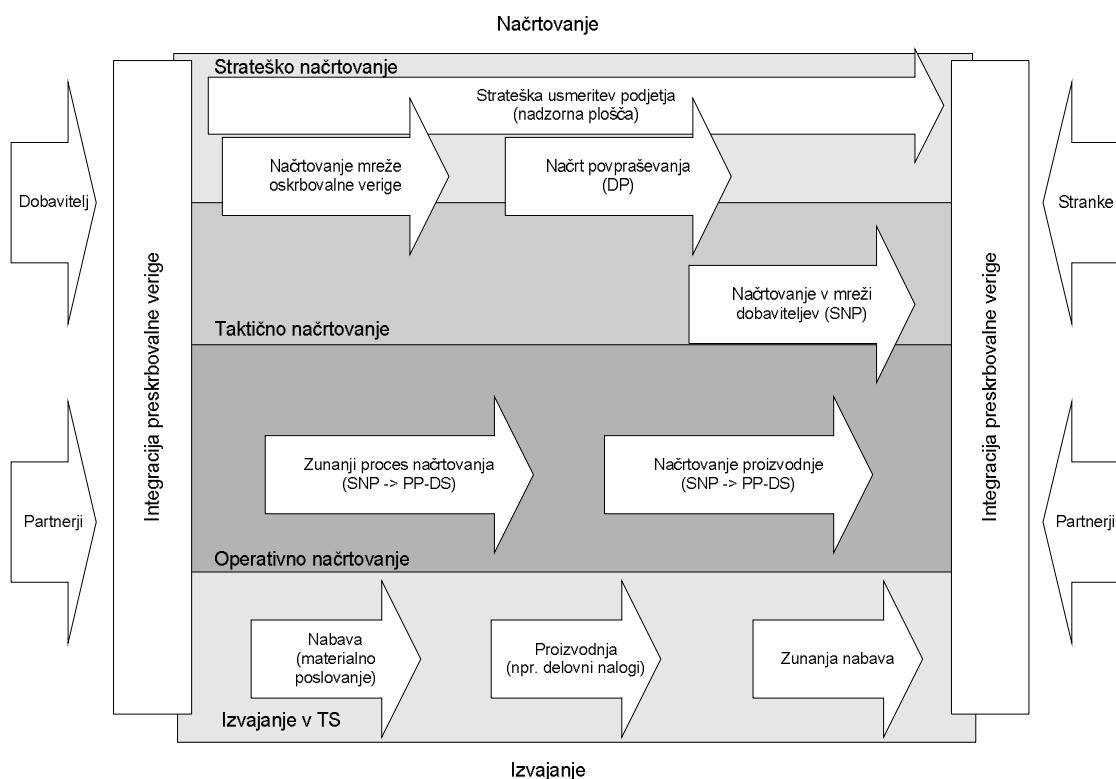 Načrtovanje
Strateško načrtovanje
Strateška usmeritev podjetja
(nadzorna plošča)
Načrtovanje mreže
oskrbovalne verige
Načrt povpraševanja
(DP)
Dobavitelj
Stranke
Integracija preskrbovalne verige
Integracija preskrbovalne verige
Načrtovanje v mreži
dobaviteljev (SNP)
Taktično načrtovanje
Zunanji proces načrtovanja
(SNP -> PP-DS)
Načrtovanje proizvodnje
(SNP -> PP-DS)
Partnerji
Partnerji
Operativno načrtovanje
Nabava
(materialno
poslovanje)
Proizvodnja
(npr. delovni nalogi)
Zunanja nabava
Izvajanje v TS
Izvajanje